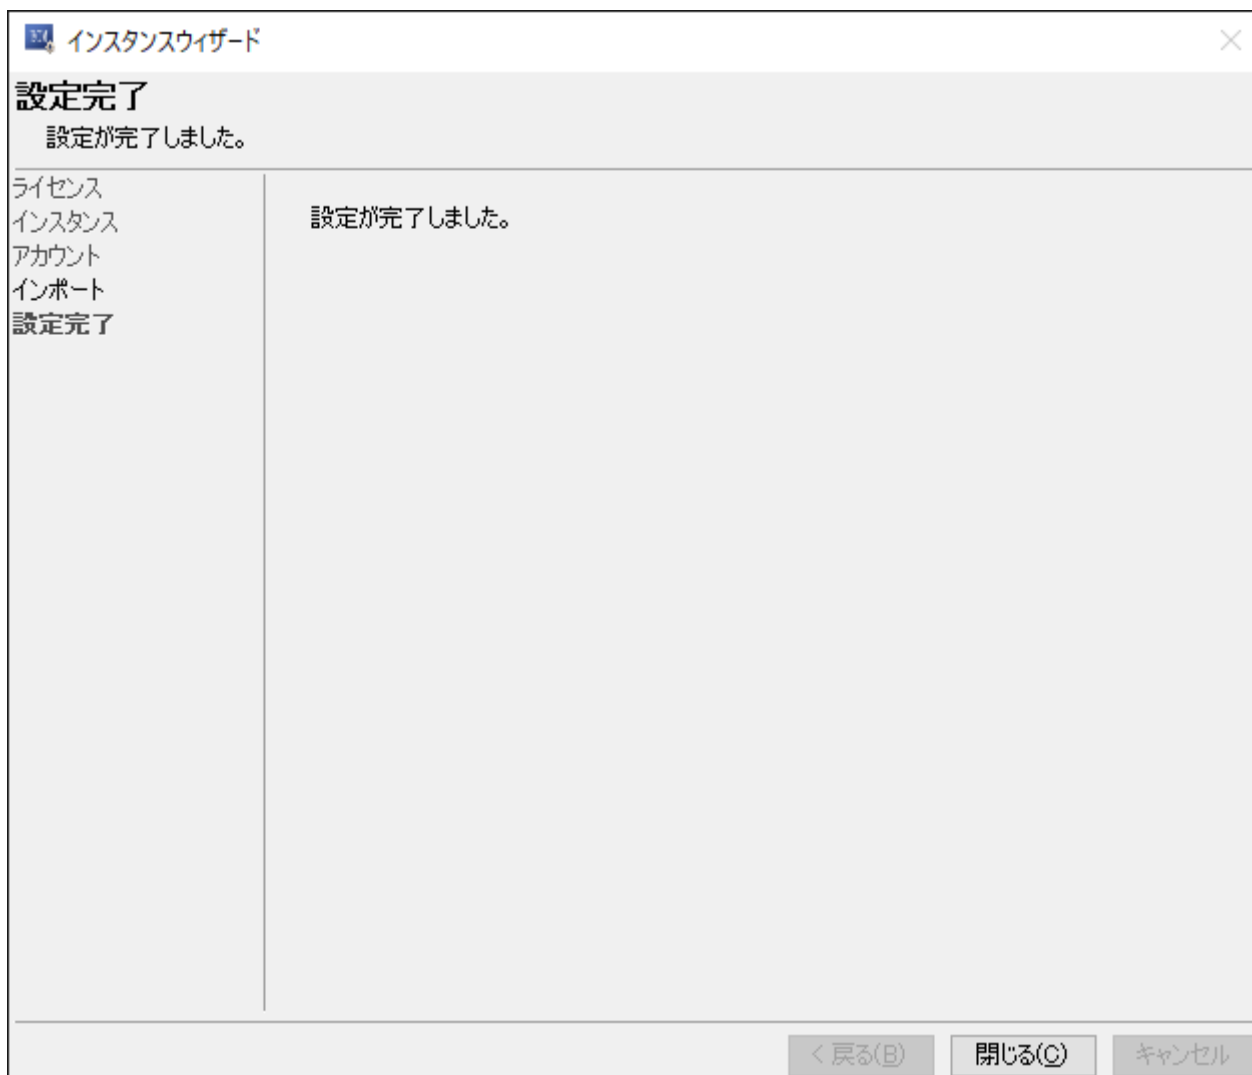 インスタンスウィザード
設定完了
設定が完了しました。
ライセンス
インスタンス
アカウント
インポート
設定完了
設定が完了しました。
< 戻る(B)
閉じる(C)
キャンセル